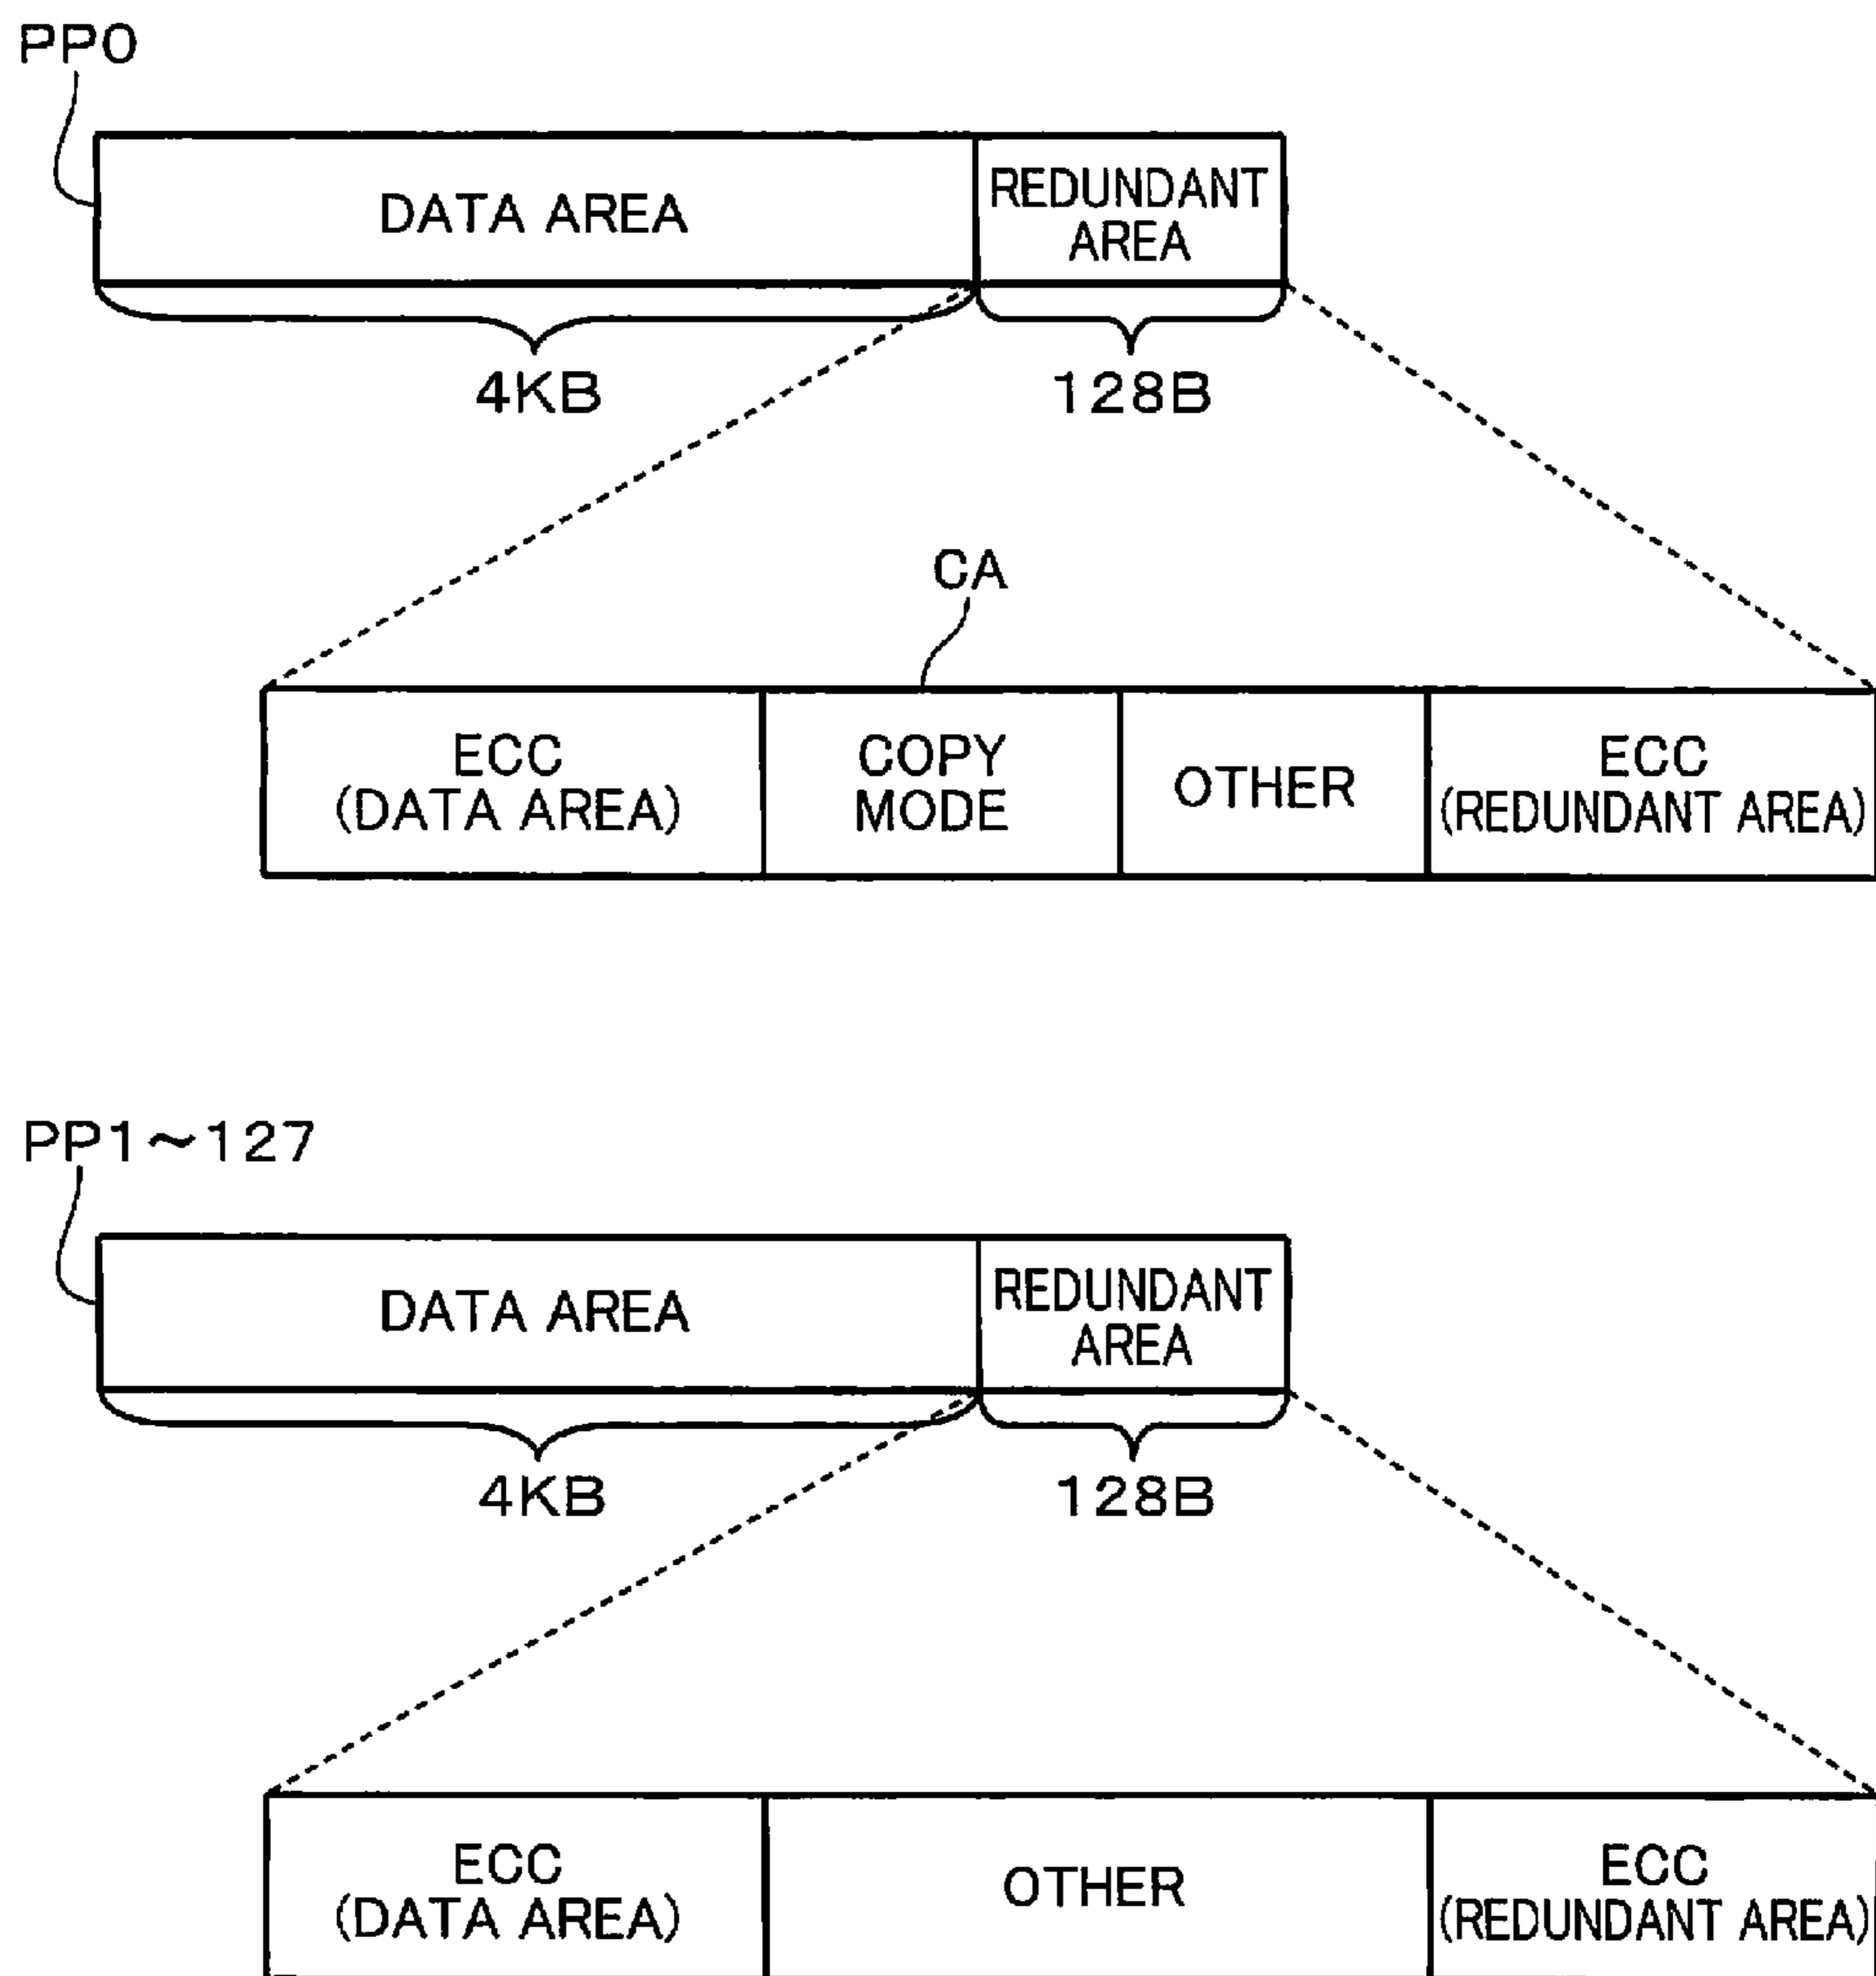 PP0
DATA AREA
REDUNDANT
AREA
4KB
128B
CA
ECC
(DATA AREA)
COPY
MODE
OTHER
ECC
(REDUNDANT AREA)
PP1～127
DATA AREA
REDUNDANT
AREA
4KB
128B
ECC
(DATA AREA)
OTHER
ECC
(REDUNDANT AREA)